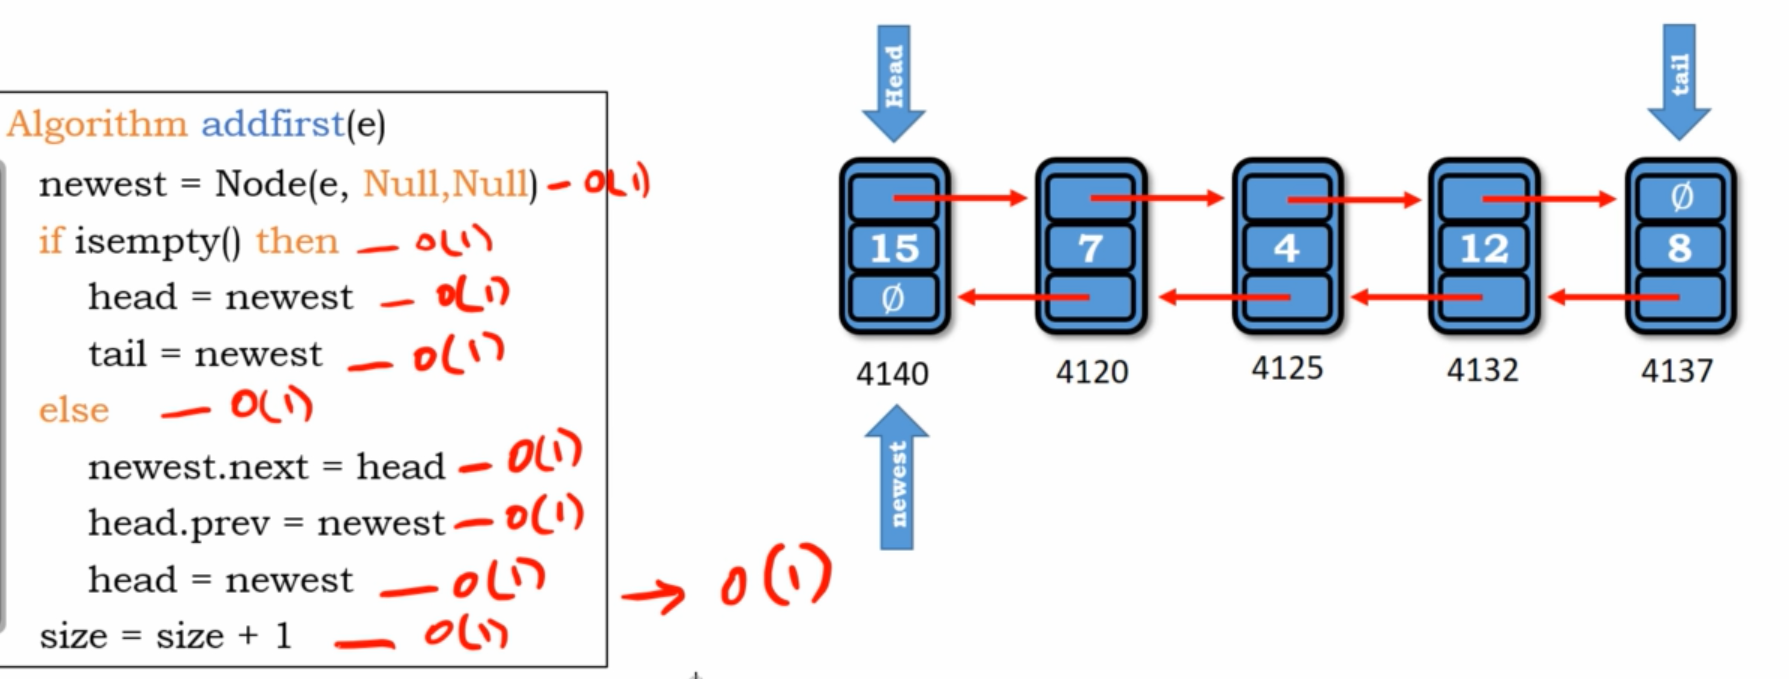 Algorithm addfirst(e)
newest = Node(e, Null,Null) - O(1)
if isempty() then — O(1)
head = newest — O(1)
tail = newest — O(1)
else — O(1)
newest.next = head — O(1)
head.prev = newest — O(1)
head = newest — O(1)
size = size + 1 — O(1)
→ O(1)
Head
tail
∅
15 7 4 12 8
∅
4140 4120 4125 4132 4137
newest